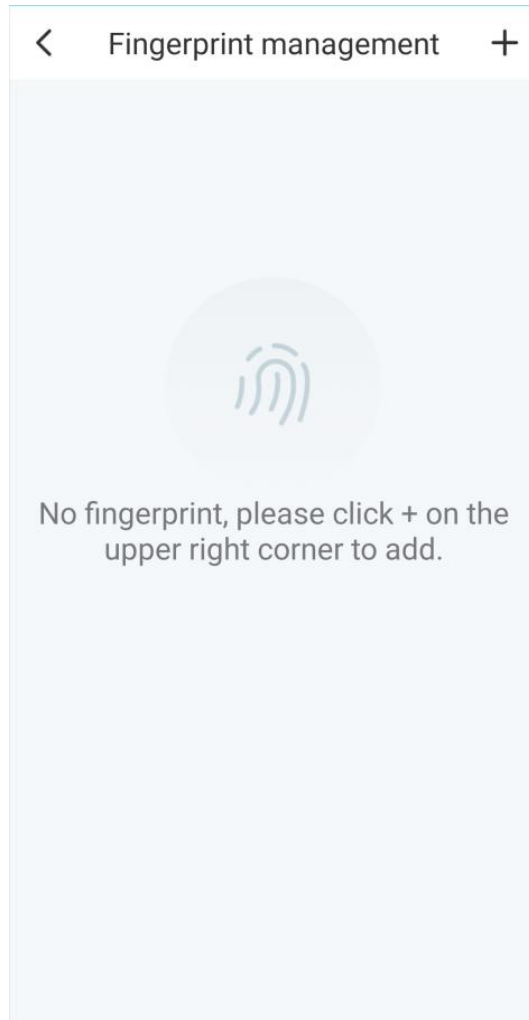 Fingerprint management +
No fingerprint, please click + on the
upper right corner to add.